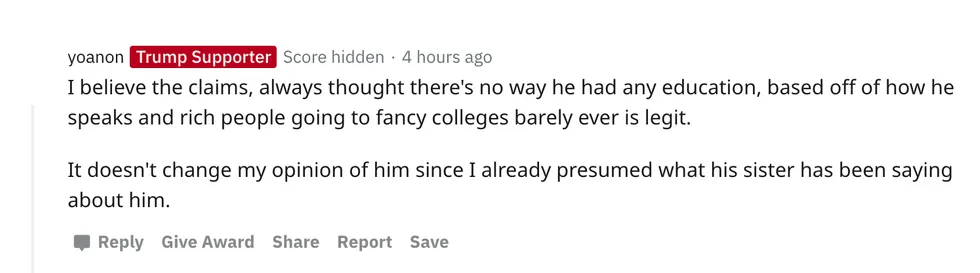 yoanon Trump Supporter Score hidden · 4 hours ago
I believe the claims, always thought there's no way he had any education, based off of how he
speaks and rich people going to fancy colleges barely ever is legit.
It doesn't change my opinion of him since I already presumed what his sister has been saying
about him.
Reply Give Award Share Report Save